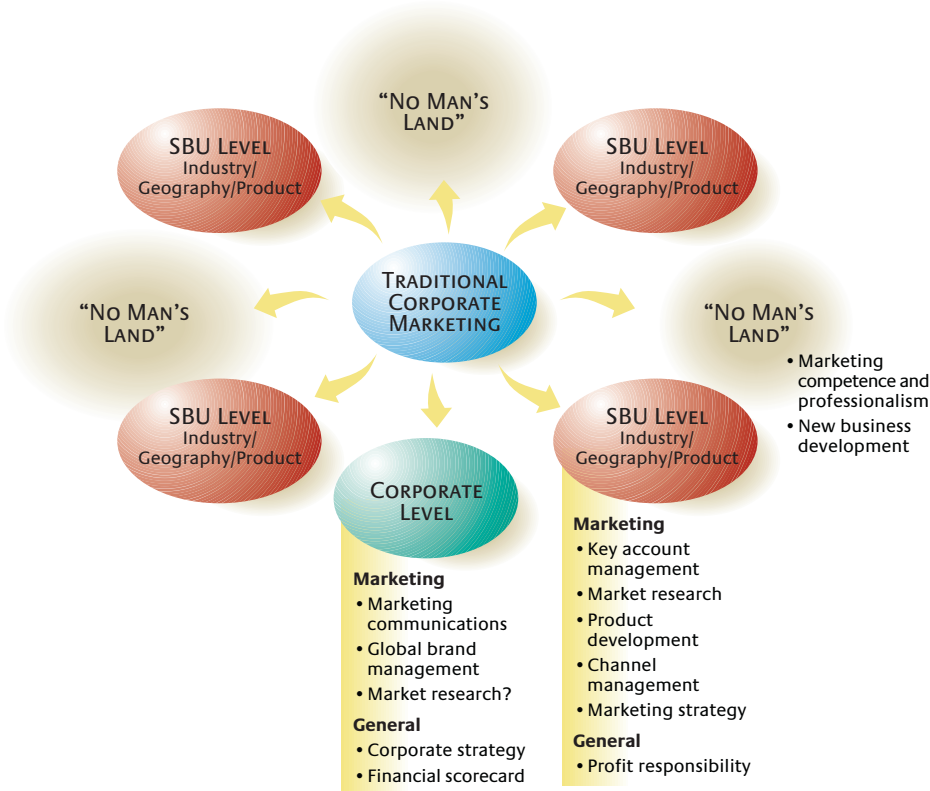 “No Man’s
Land”
SBU Level
Industry/
Geography/Product
SBU Level
Industry/
Geography/Product
Traditional
Corporate
Marketing
“No Man’s
Land”
“No Man’s
Land”
• Marketing
competence and
professionalism
• New business
development
SBU Level
Industry/
Geography/Product
SBU Level
Industry/
Geography/Product
Corporate
Level
Marketing
• Marketing
communications
• Global brand
management
• Market research?
General
• Corporate strategy
• Financial scorecard
Marketing
• Key account
management
• Market research
• Product
development
• Channel
management
• Marketing strategy
General
• Profit responsibility